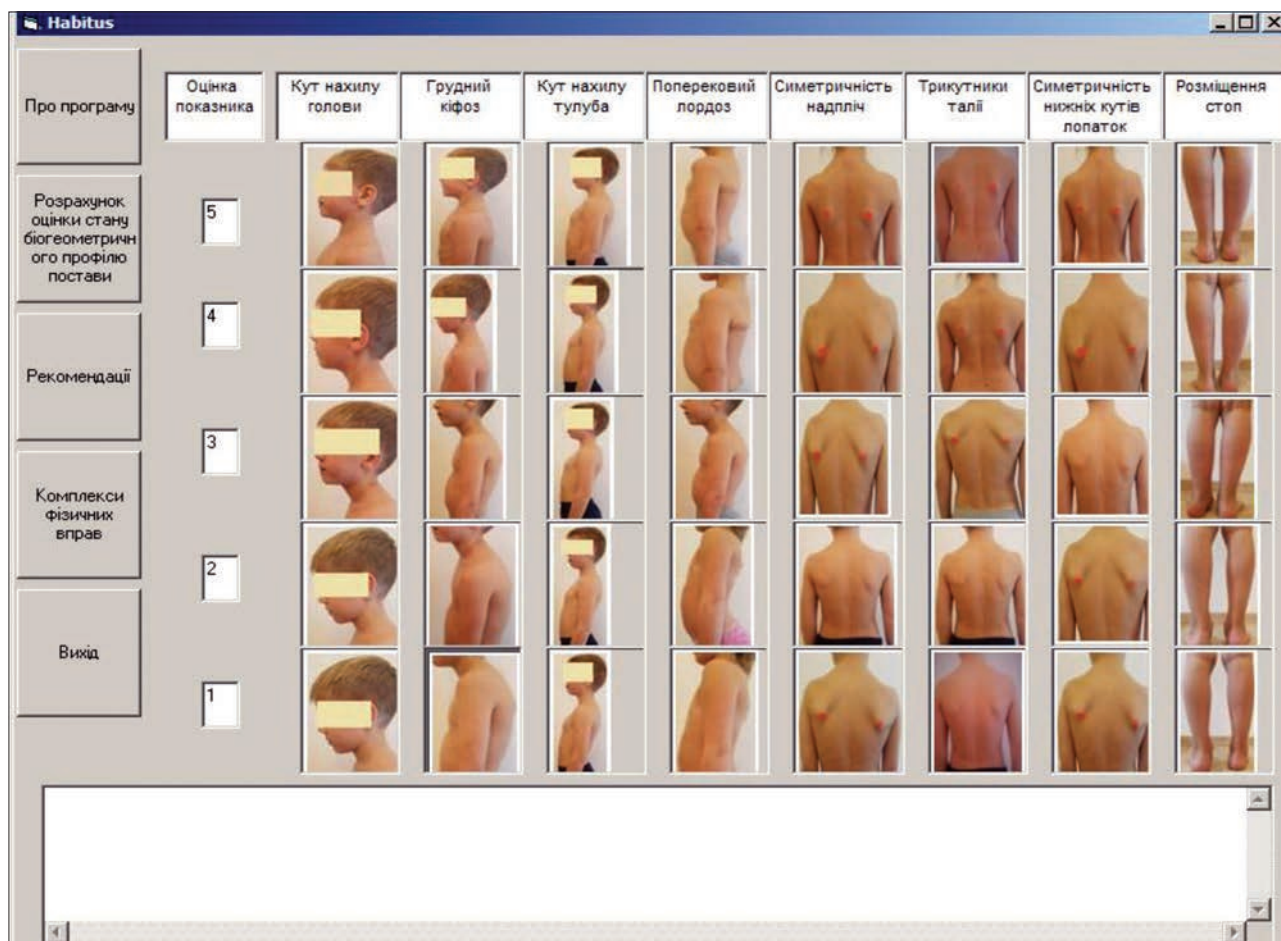 Habitus
Про програму
Розрахунок
оцінки стану
біогеометричн
ого профілю
постави
Рекомендації
Комплекси
фізичних
вправ
Вихід
Оцінка
показника
Кут нахилу
голови
Грудний
кіфоз
Кут нахилу
тулуба
Поперековий
лордоз
Симетричність
надпліч
Трикутники
талії
Симетричність
нижніх кутів
лопаток
Розміщення
стоп
5
4
3
2
1